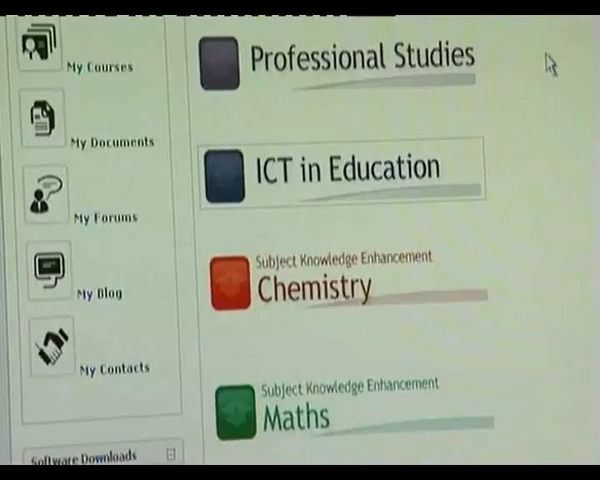 My Courses
My Documents
My Forums
My Blog
My Contacts
Software Downloads
Professional Studies
ICT in Education
Subject Knowledge Enhancement
Chemistry
Subject Knowledge Enhancement
Maths